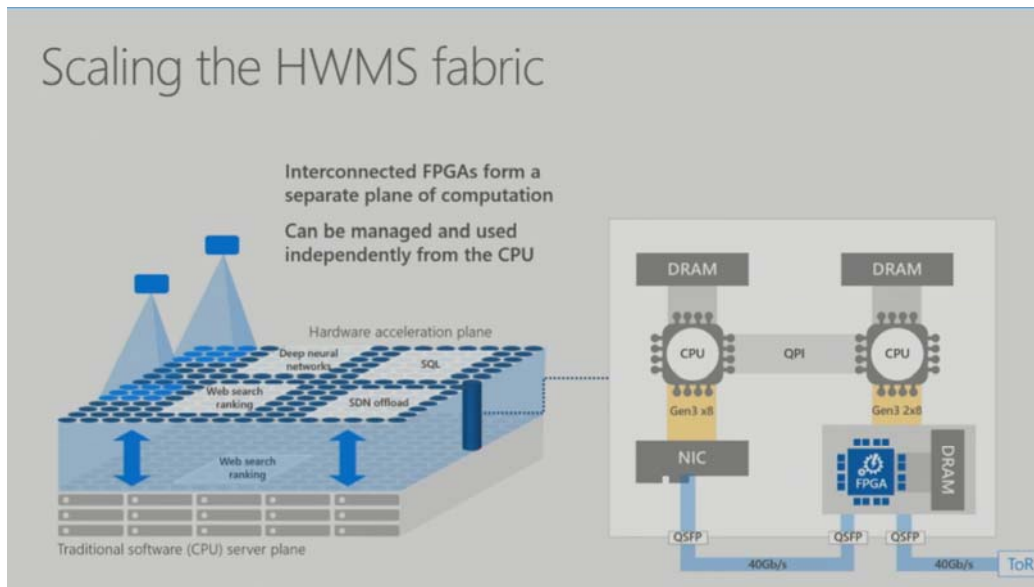 Scaling the HWMS fabric
Interconnected FPGAs form a
separate plane of computation
Can be managed and used
independently from the CPU
Hardware acceleration plane
Deep neural
networks
SQL
Web search
ranking
SDN offload
Web search
ranking
Traditional software (CPU) server plane
DRAM
DRAM
CPU
QPI
CPU
Gen3 x8
Gen3 2x8
NIC
FPGA
DRAM
QSFP
QSFP
QSFP
40Gb/s
40Gb/s
ToR